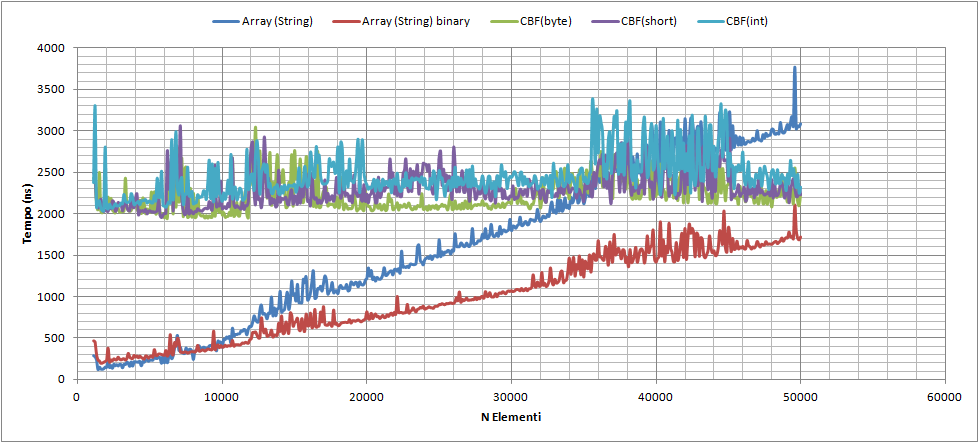 Array (String) Array (String) binary CBF(byte) CBF(short) CBF(int)
4000
3500
3000
2500
2000
1500
1000
500
0
Tempo (ns)
0 10000 20000 30000 40000 50000 60000
N Elementi